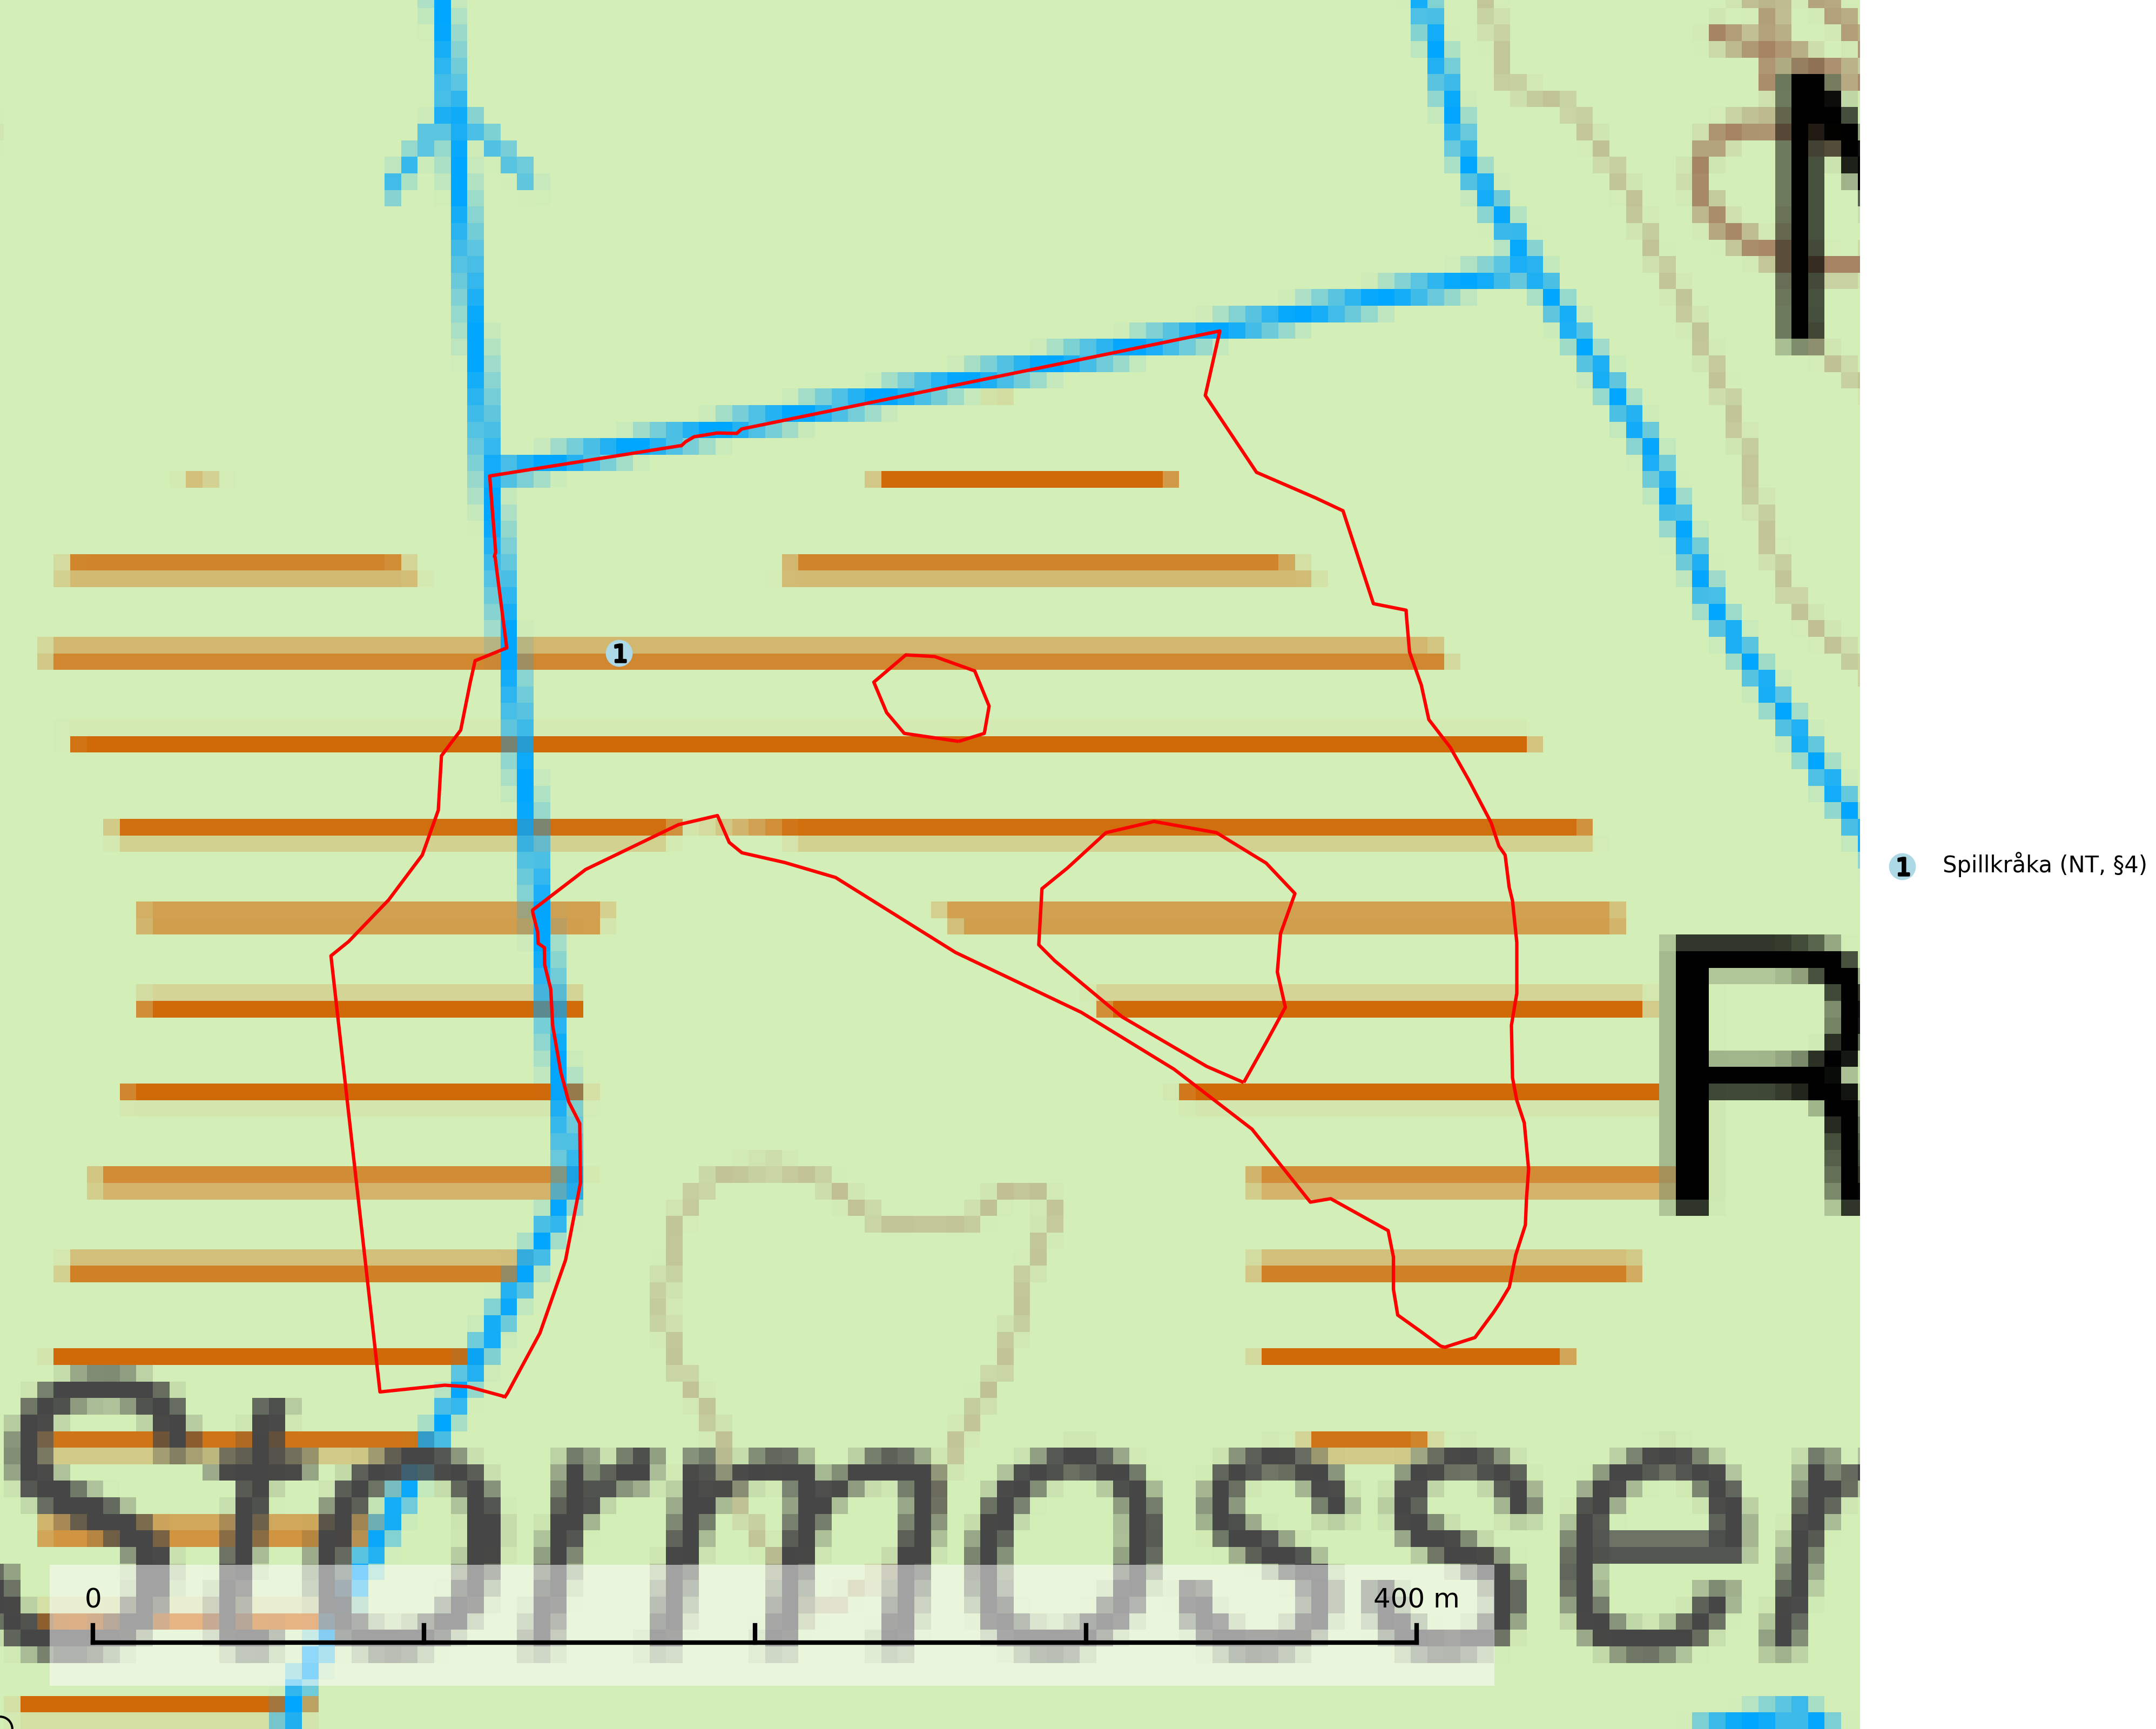 1
1 Spillkråka (NT, §4)
R
Stormosser
0 400 m